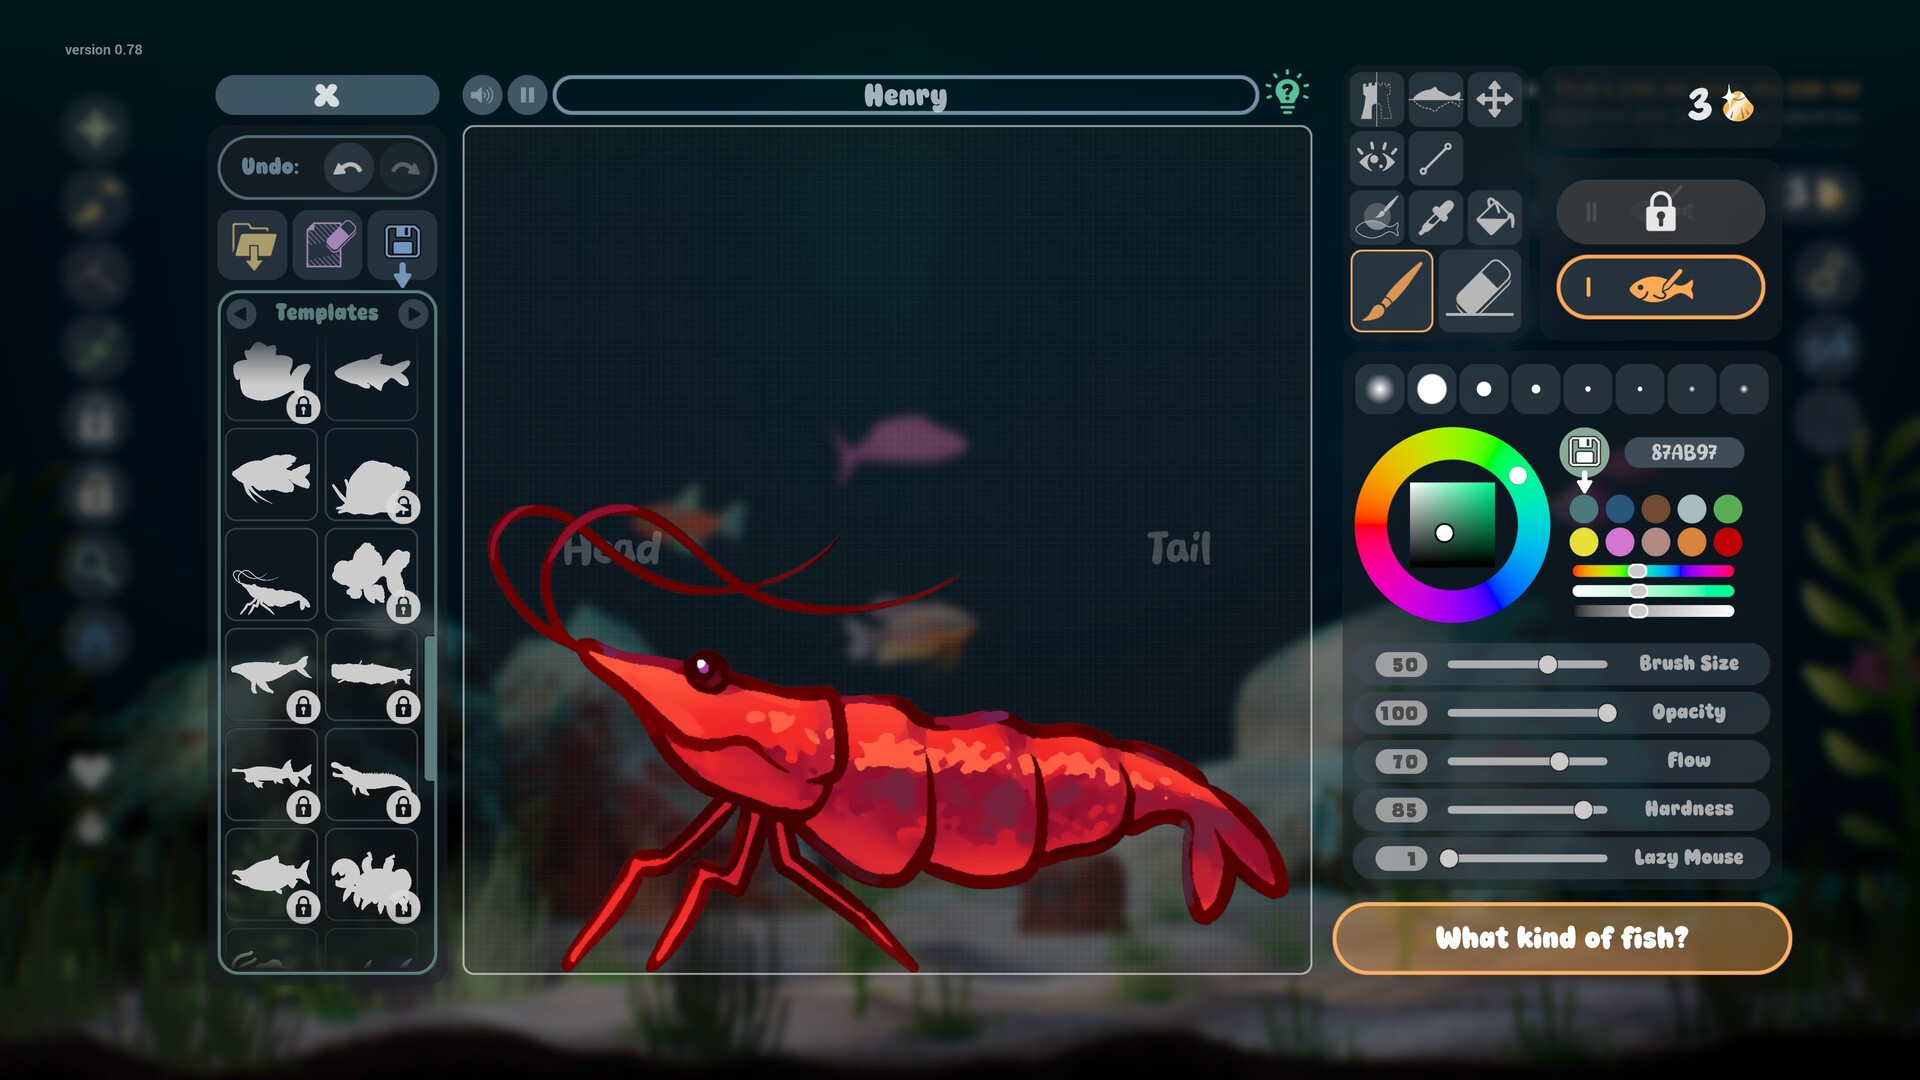 version 0.78
Henry
3
Undo:
Templates
Head
Tail
87AB97
50 Brush Size
100 Opacity
70 Flow
85 Hardness
1 Lazy Mouse
What kind of fish?